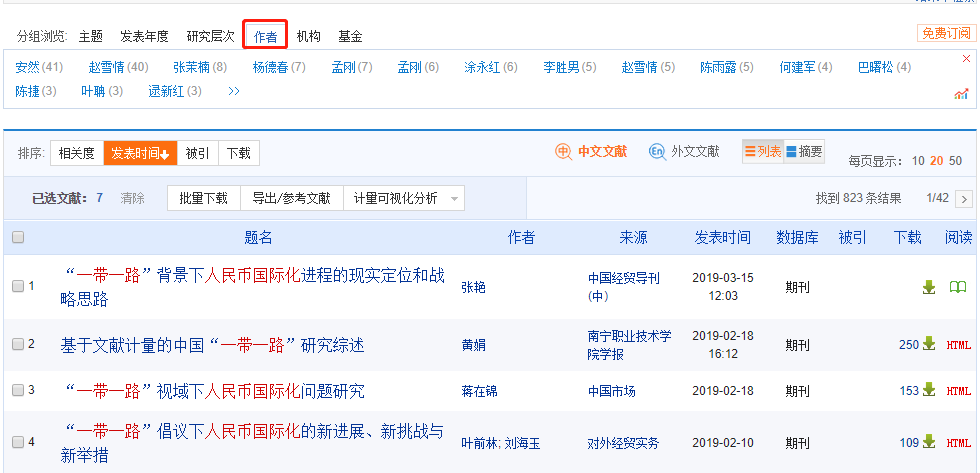 分组浏览: 主题 发表年度 研究层次 作者 机构 基金 免费订阅
安然(41) 赵雪情(40) 张茉楠(8) 杨德春(7) 孟刚(7) 孟刚(6) 涂永红(6) 李胜男(5) 赵雪情(5) 陈雨露(5) 何建军(4) 巴曙松(4)
陈捷(3) 叶聃(3) 逯新红(3) >>
排序: 相关度 发表时间 被引 下载 中 中文文献 En 外文文献 列表 摘要 每页显示: 10 20 50
已选文献: 7 清除 批量下载 导出/参考文献 计量可视化分析 找到 823 条结果 1/42 >
题名 作者 来源 发表时间 数据库 被引 下载 阅读
1 “一带一路”背景下人民币国际化进程的现实定位和战 张艳 中国经贸导刊 2019-03-15 期刊
略思路 (中) 12:03
2 基于文献计量的中国“一带一路”研究综述 黄娟 南宁职业技术学 2019-02-18 期刊 250 HTML
院学报 16:12
3 “一带一路”视域下人民币国际化问题研究 蒋在锦 中国市场 2019-02-18 期刊 153 HTML
4 “一带一路”倡议下人民币国际化的新进展、新挑战与 叶前林; 刘海玉 对外经贸实务 2019-02-10 期刊 109 HTML
新举措